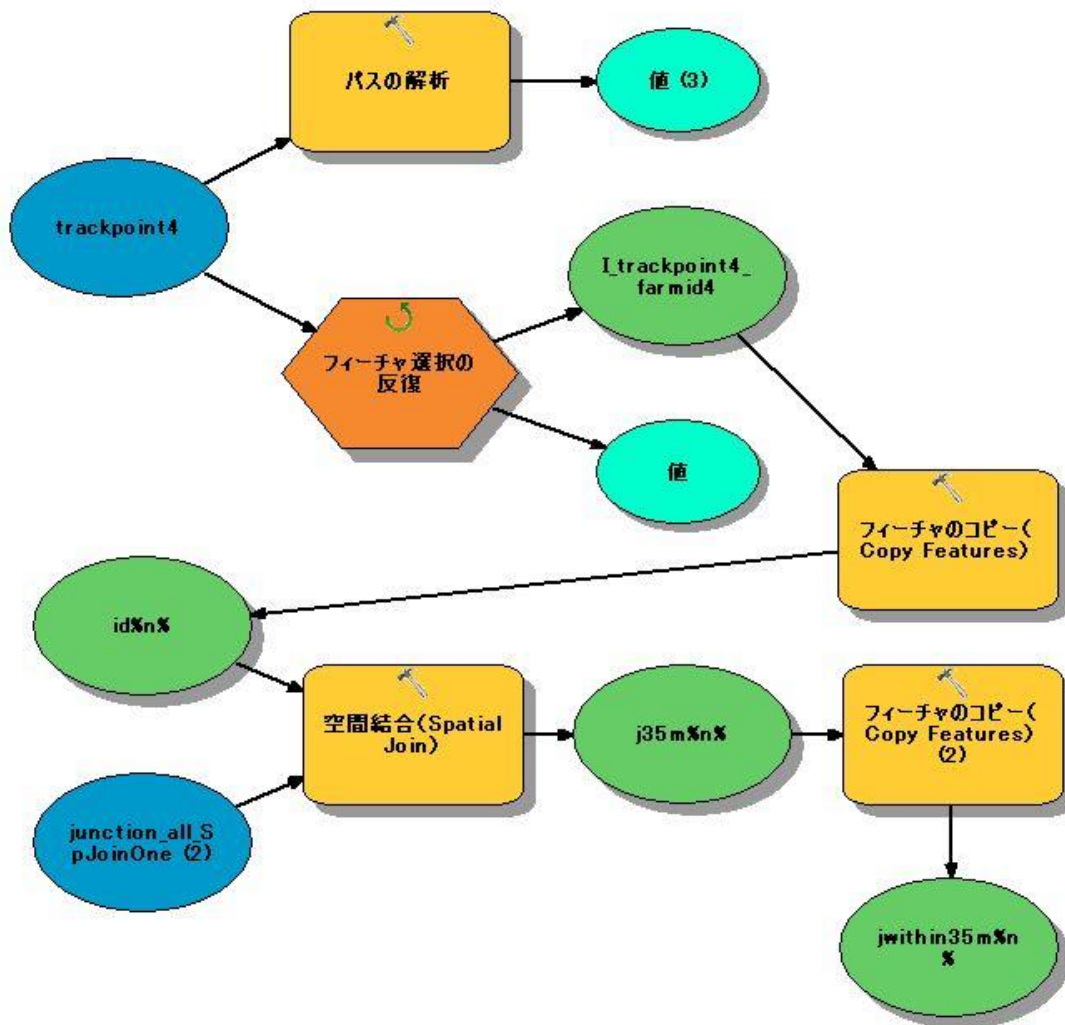 パスの解析
値 (3)
trackpoint4
I_trackpoint4_
farmid4
フィーチャ選択の
反復
値
フィーチャのコピー(
Copy Features)
id%n%
空間結合(Spatial
Join)
j35m%n%
フィーチャのコピー(
Copy Features)
(2)
junction_all_S
pJoinOne (2)
jwithin35m%n
%